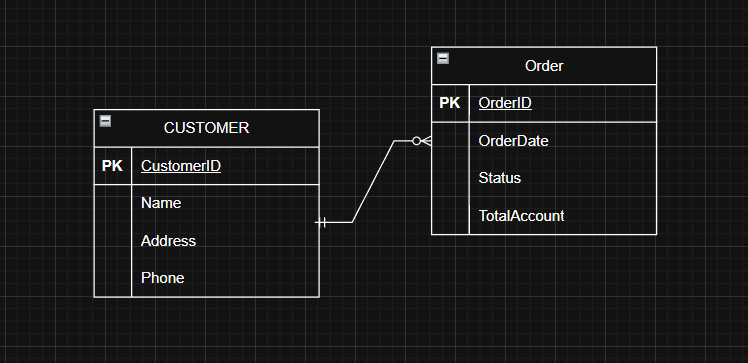 CUSTOMER
PK CustomerID
Name
Address
Phone
Order
PK OrderID
OrderDate
Status
TotalAccount